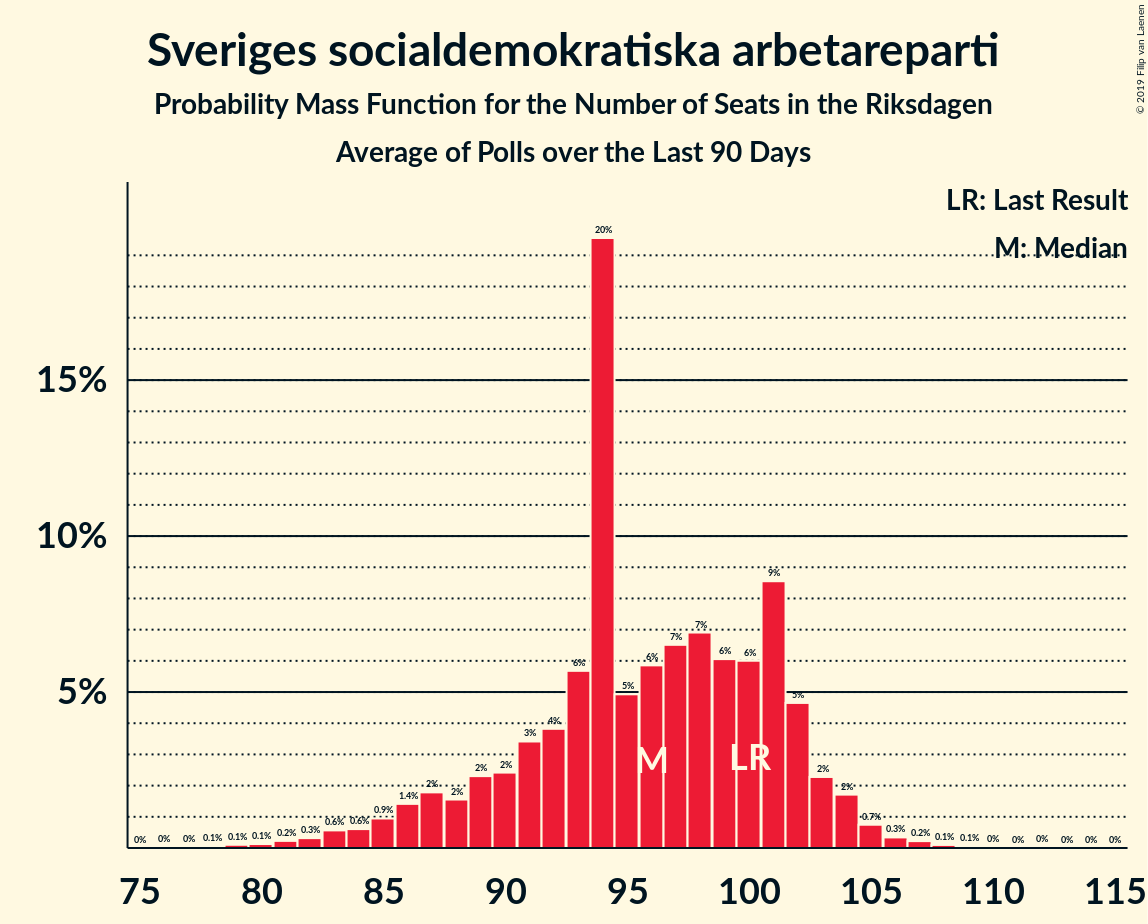 Sveriges socialdemokratiska arbetareparti
Probability Mass Function for the Number of Seats in the Riksdagen
Average of Polls over the Last 90 Days
© 2019 Filip van Laenen
LR: Last Result
M: Median
15%
10%
5%
0% 0% 0% 0.1% 0.1% 0.1% 0.2% 0.3% 0.6% 0.6% 0.9% 1.4% 2% 2% 2% 2% 3% 4% 6% 20% 5% 6% 7% 7% 6% 6% 9% 5% 2% 2% 0.7% 0.3% 0.2% 0.1% 0.1% 0% 0% 0% 0% 0% 0%
M LR
75 80 85 90 95 100 105 110 115